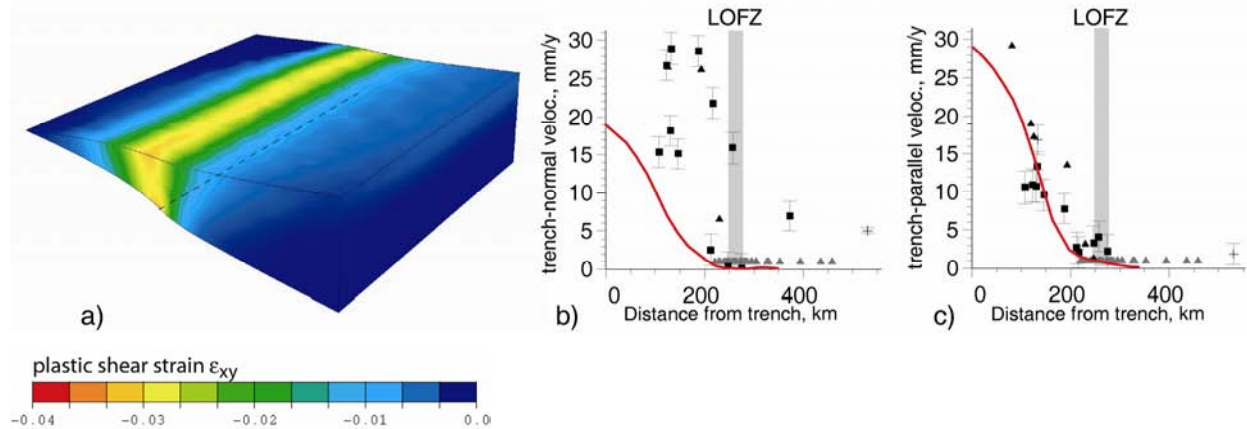 a)
plastic shear strain εxy
−0.04
−0.03
−0.02
−0.01
0.0
LOFZ
trench-normal veloc., mm/y
30
25
20
15
10
5
0
0
200
400
Distance from trench, km
b)
LOFZ
trench-parallel veloc., mm/y
30
25
20
15
10
5
0
0
200
400
Distance from trench, km
c)